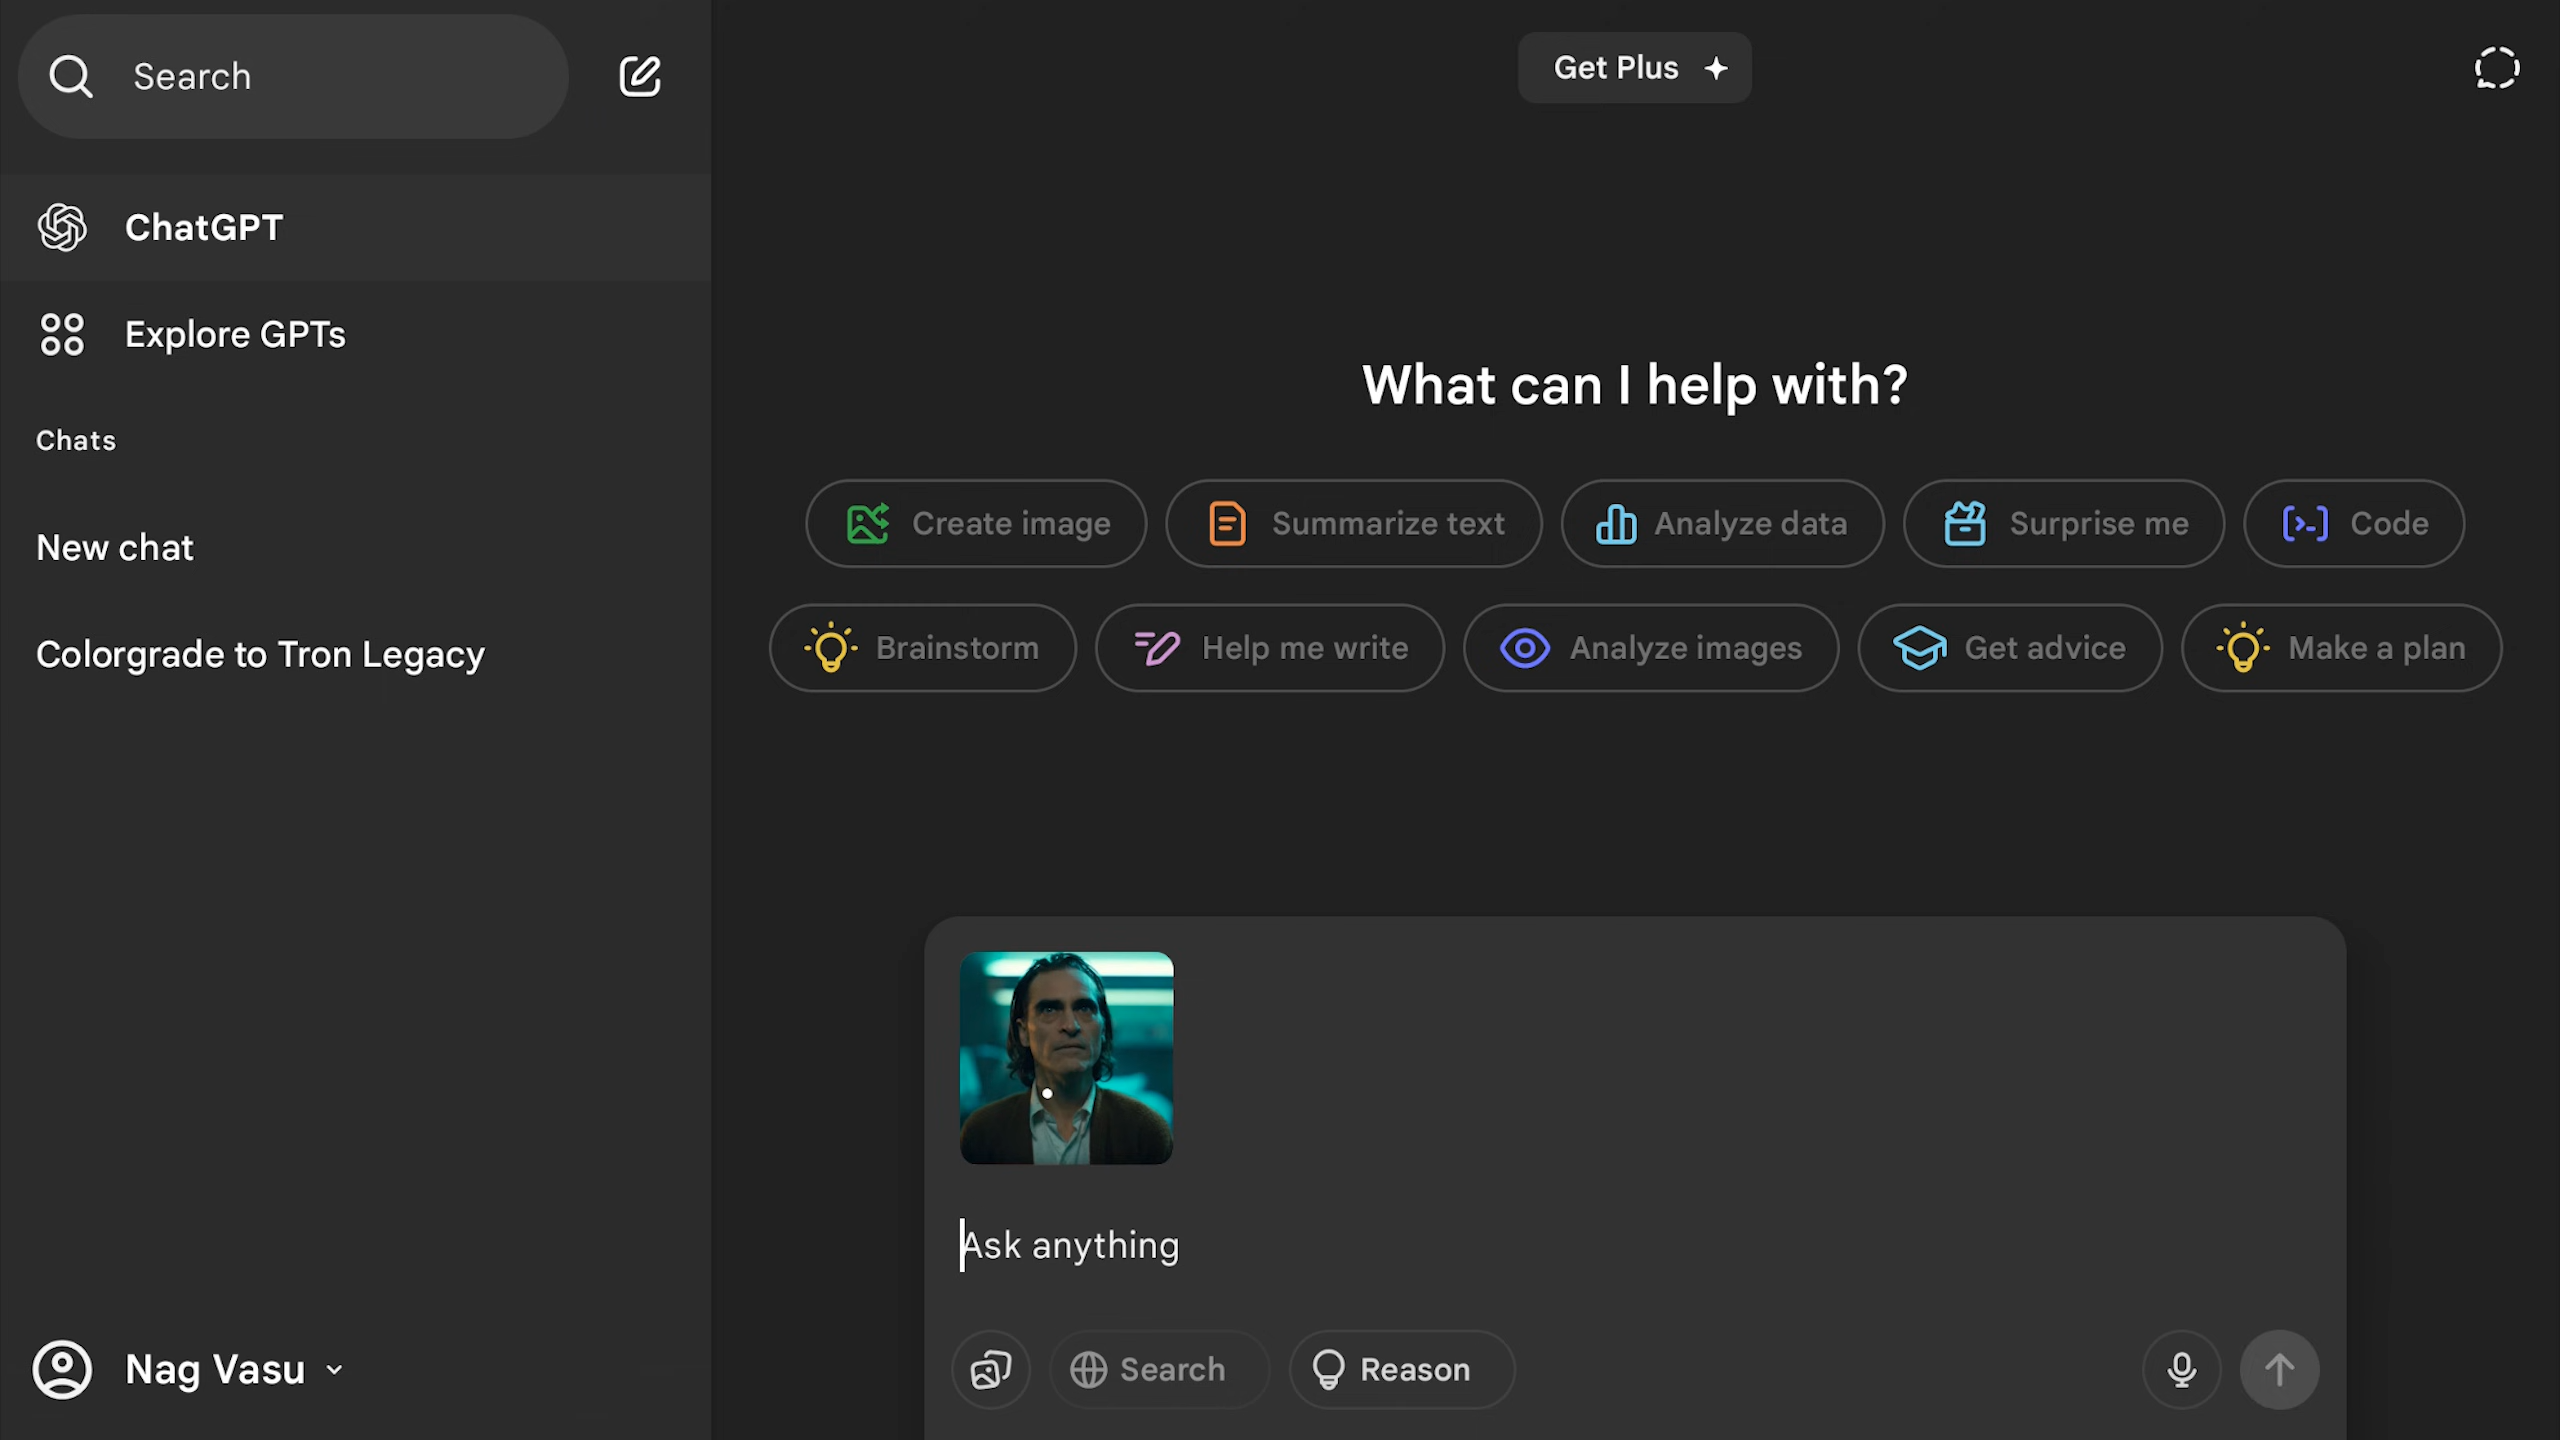 Search
ChatGPT
Explore GPTs
Chats
New chat
Colorgrade to Tron Legacy
Nag Vasu
Get Plus
What can I help with?
Create image
Summarize text
Analyze data
Surprise me
Code
Brainstorm
Help me write
Analyze images
Get advice
Make a plan
Ask anything
Search
Reason